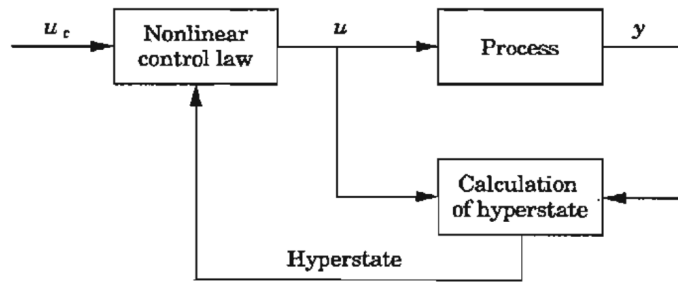 u c
Nonlinear
control law
u
Process
y
Calculation
of hyperstate
Hyperstate